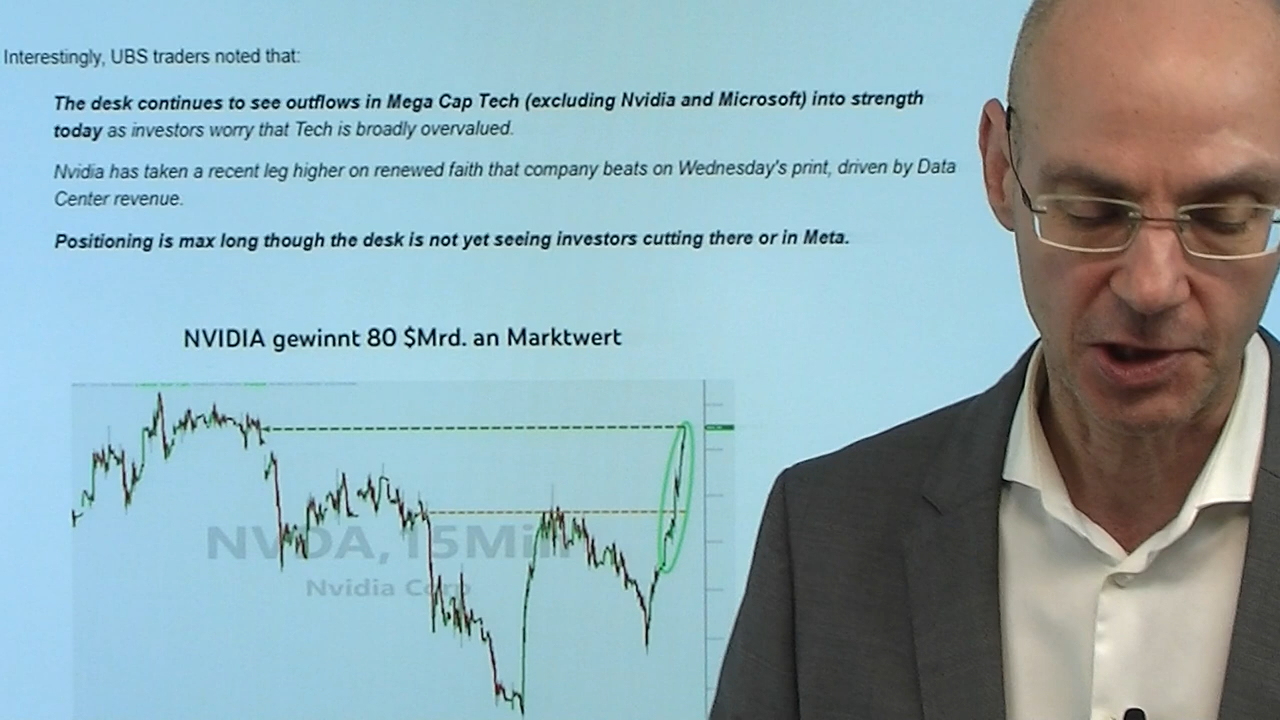 Interestingly, UBS traders noted that:
The desk continues to see outflows in Mega Cap Tech (excluding Nvidia and Microsoft) into strength
today as investors worry that Tech is broadly overvalued.
Nvidia has taken a recent leg higher on renewed faith that company beats on Wednesday's print, driven by Data
Center revenue.
Positioning is max long though the desk is not yet seeing investors cutting there or in Meta.
NVIDIA gewinnt 80 $Mrd. an Marktwert
NVDA, 15Min
Nvidia Corp